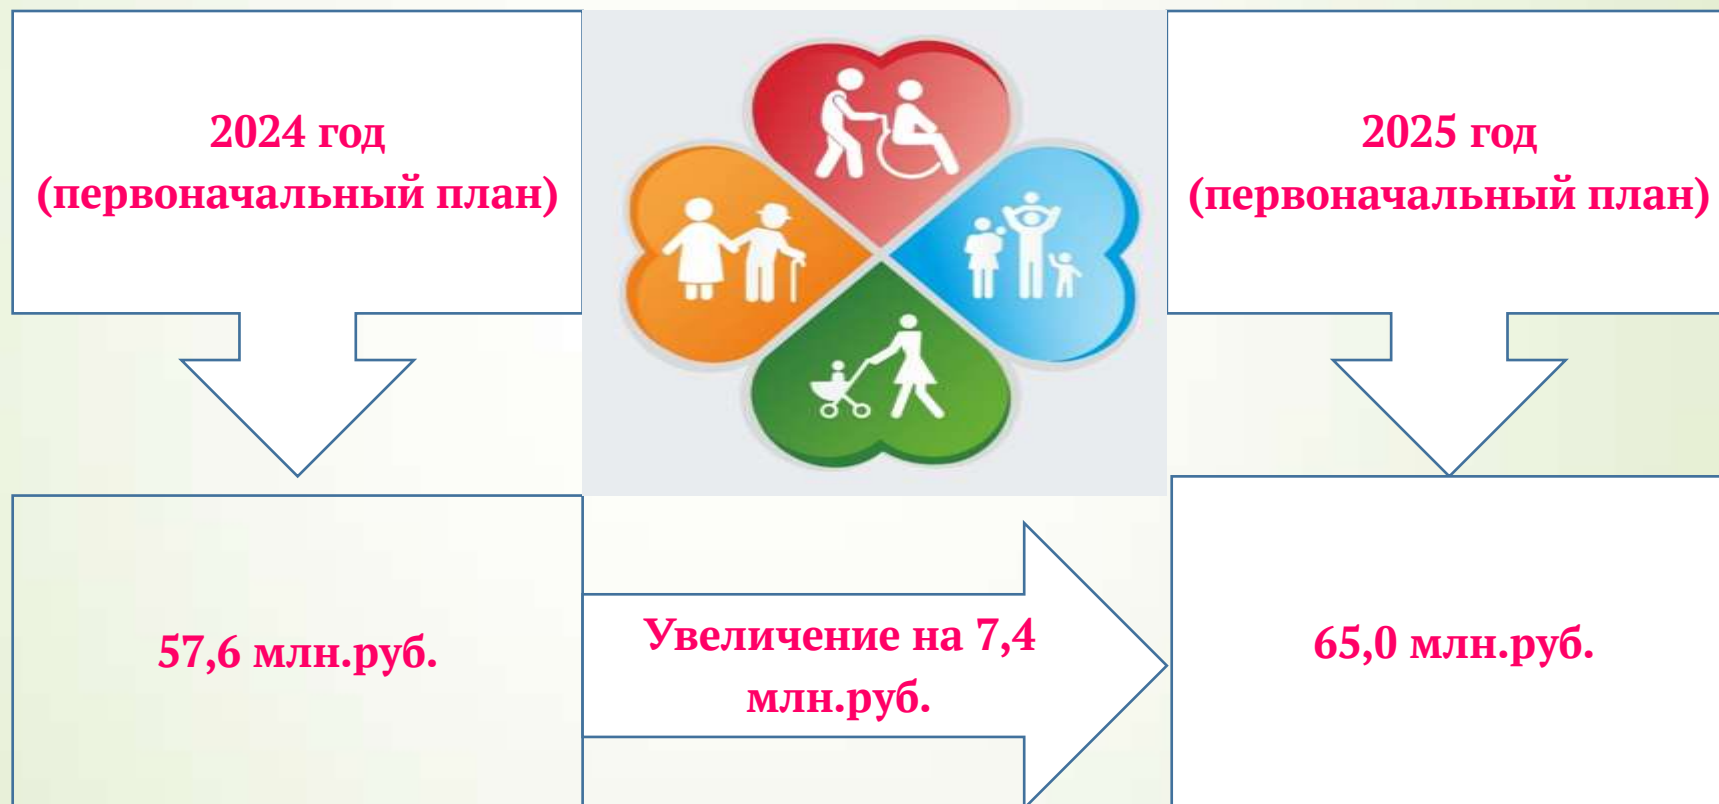 2024 год
(первоначальный план)
2025 год
(первоначальный план)
57,6 млн.руб.
Увеличение на 7,4
млн.руб.
65,0 млн.руб.